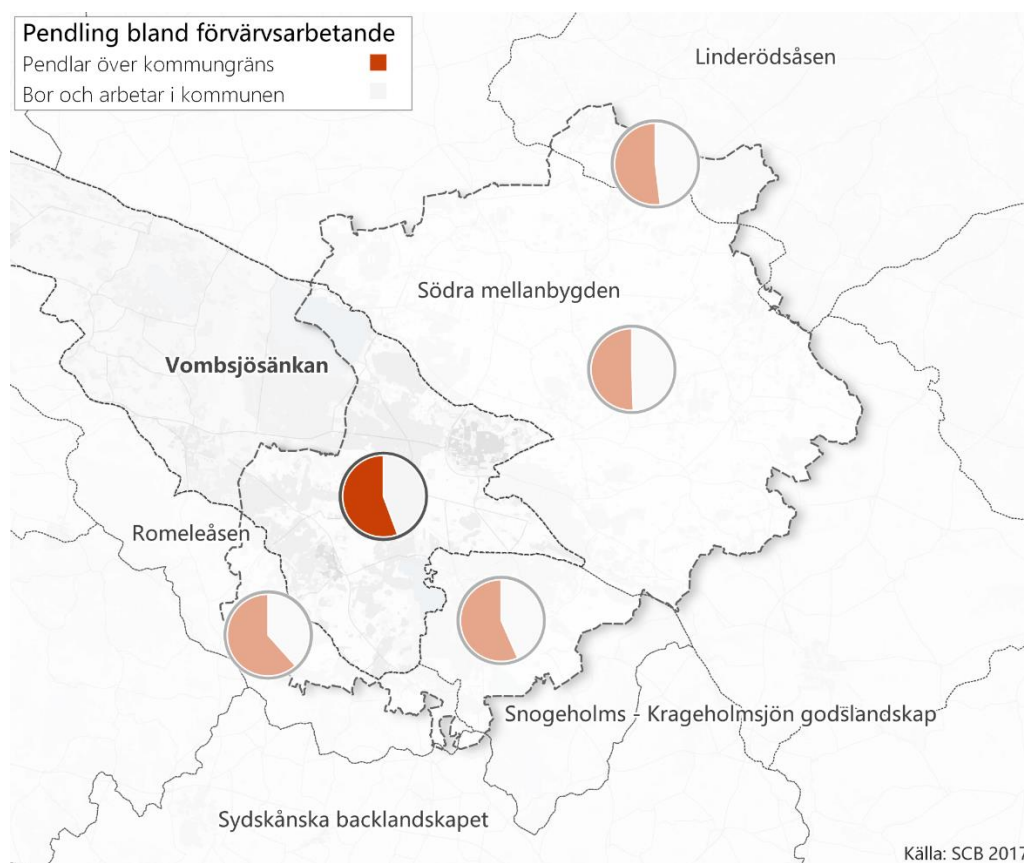 Pendling bland förvärvsarbetande
Pendlar över kommungräns
Bor och arbetar i kommunen
Linderödsåsen
Södra mellanbygden
Vombsjösänkan
Romeleåsen
Snogeholms - Krageholmsjön godslandskap
Sydskånska backlandskapet
Källa: SCB 2017